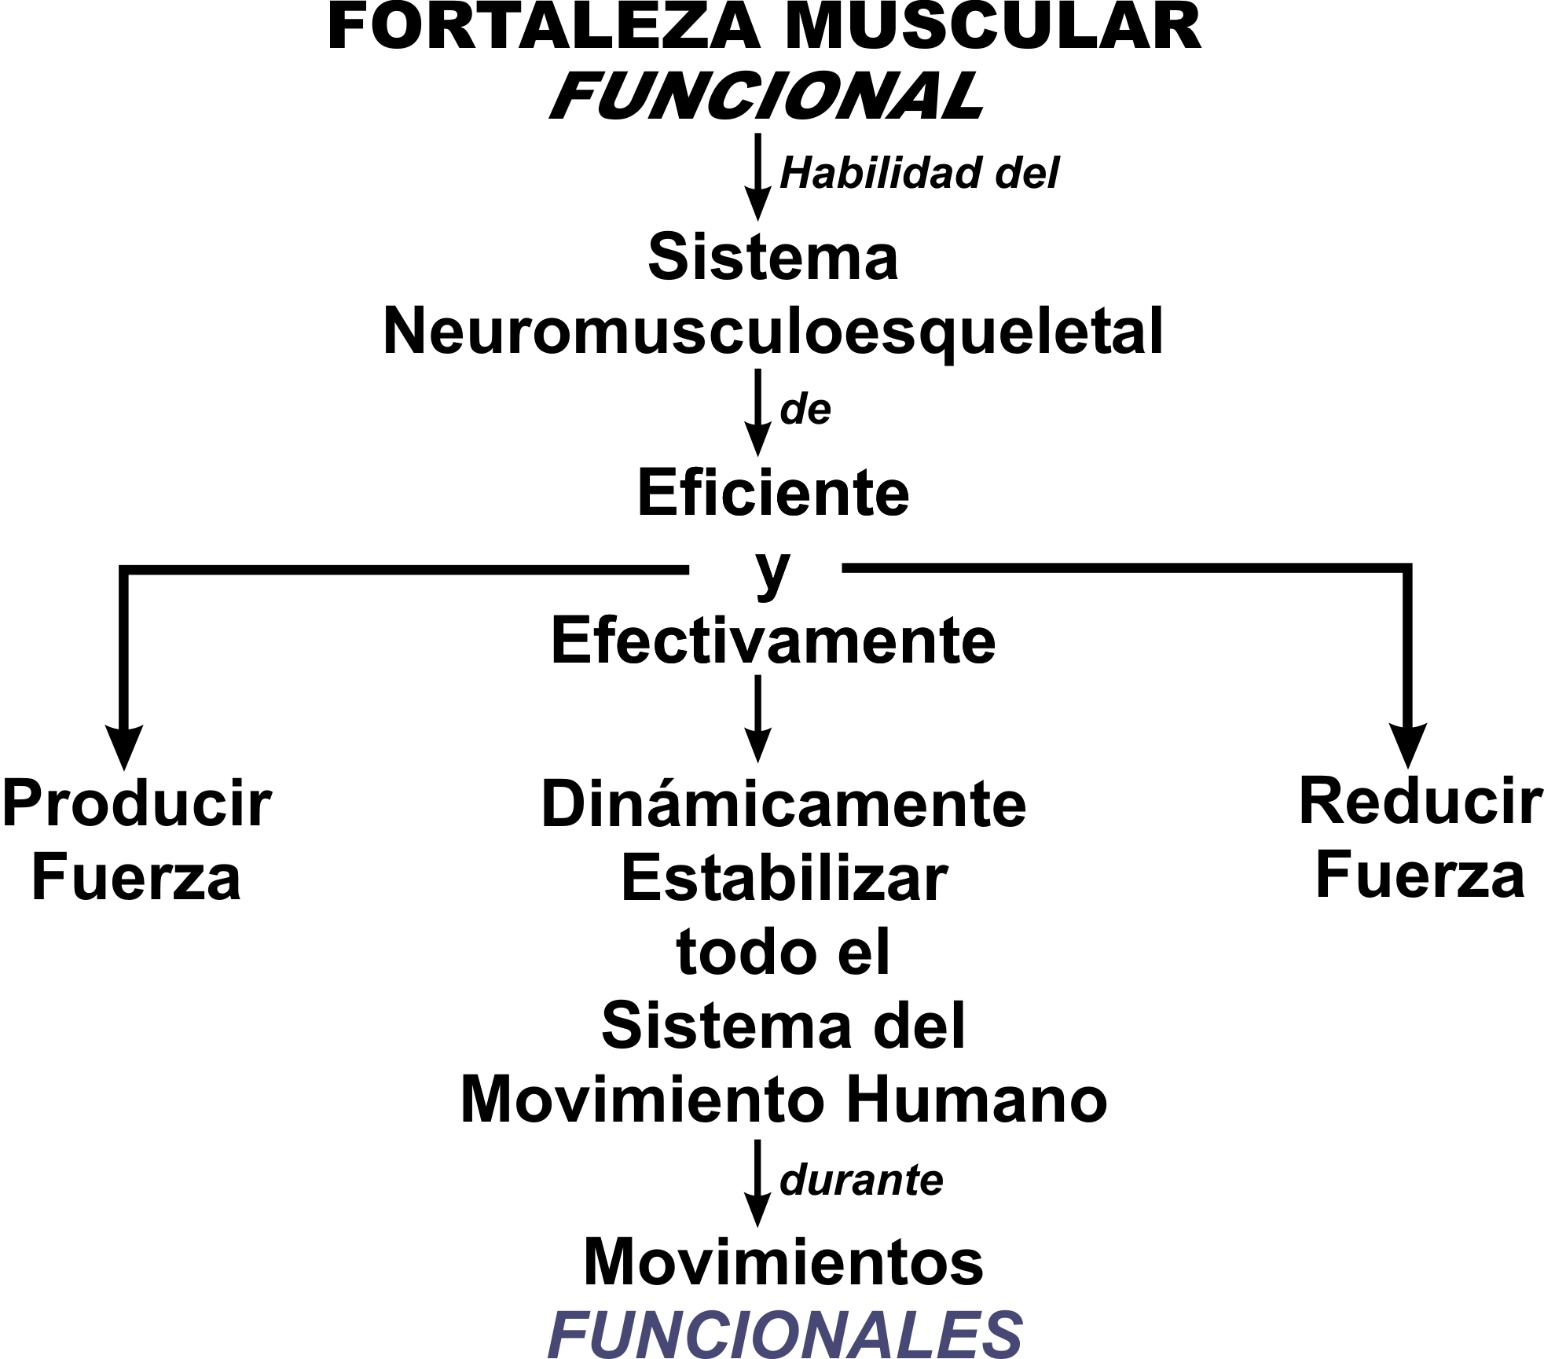 FORTALEZA MUSCULAR
FUNCIONAL
Habilidad del
Sistema
Neuromusculoesqueletal
de
Eficiente
y
Efectivamente
Producir
Fuerza
Dinámicamente
Estabilizar
todo el
Sistema del
Movimiento Humano
Reducir
Fuerza
durante
Movimientos
FUNCIONALES